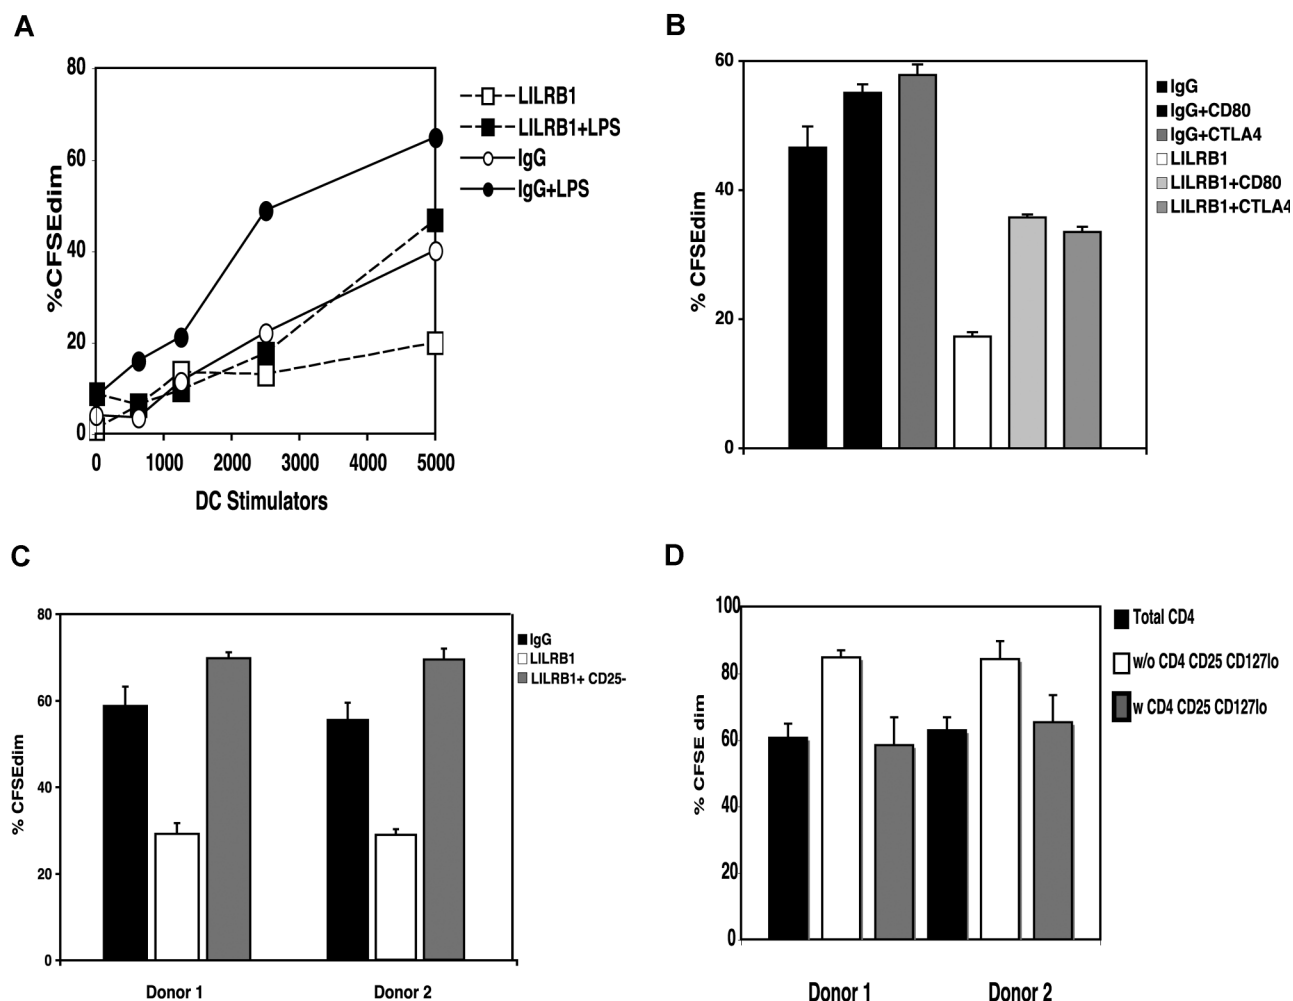 A
80
60
40
20
0
%CFSEdim
0 1000 2000 3000 4000 5000
DC Stimulators
LILRB1
LILRB1+LPS
IgG
IgG+LPS
B
60
40
20
0
% CFSEdim
IgG
IgG+CD80
IgG+CTLA4
LILRB1
LILRB1+CD80
LILRB1+CTLA4
C
80
60
40
20
0
% CFSEdim
Donor 1 Donor 2
IgG
LILRB1
LILRB1+ CD25-
D
100
80
60
40
20
0
% CFSE dim
Donor 1 Donor 2
Total CD4
w/o CD4 CD25 CD127lo
w CD4 CD25 CD127lo